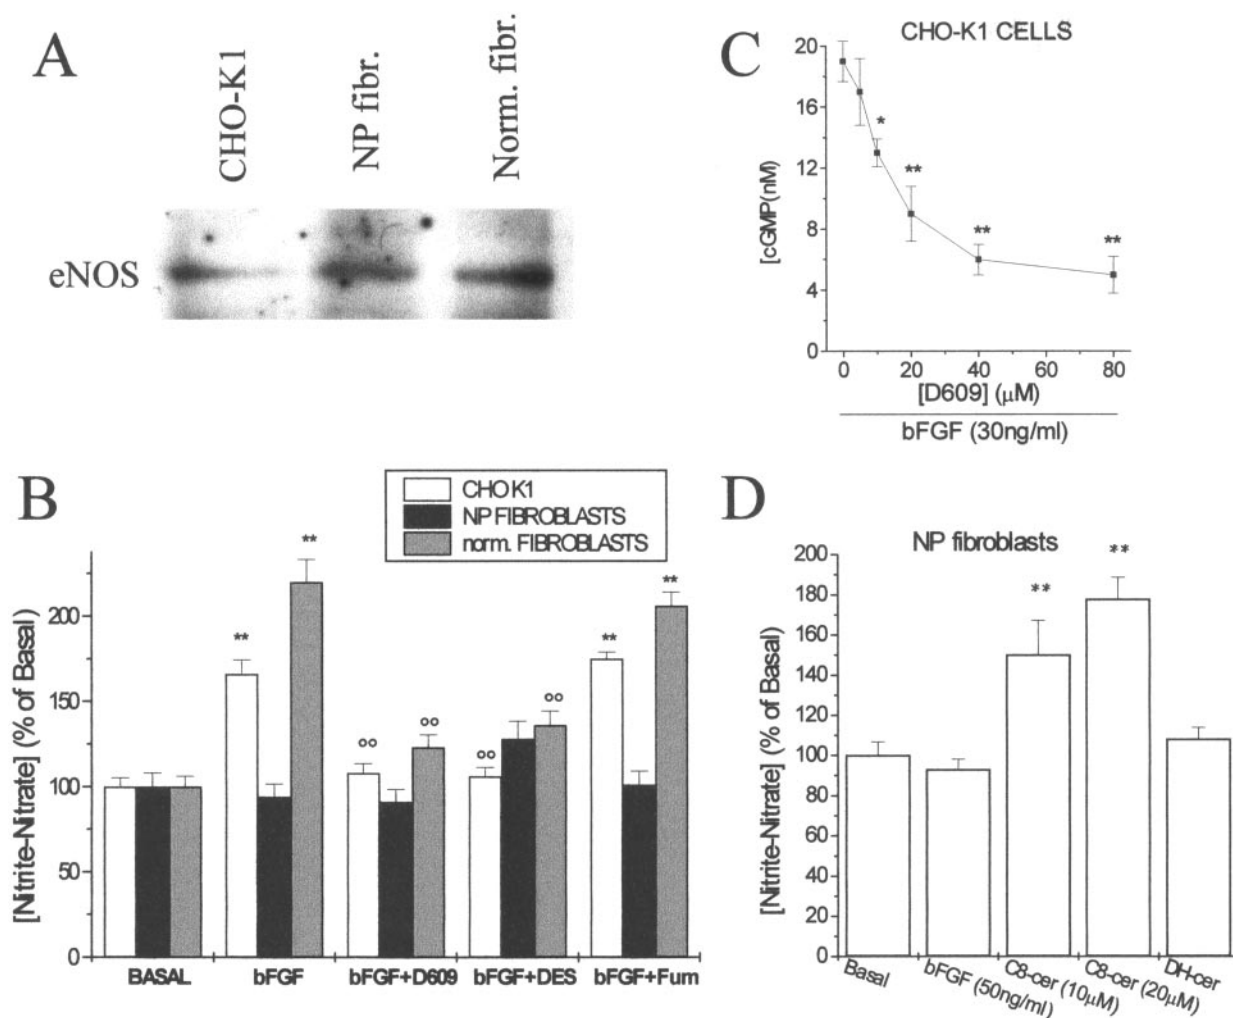 A
CHO-K1
NP fibr.
Norm. fibr.
eNOS
C
CHO-K1 CELLS
[cGMP(nM)
20
16
12
8
4
0
*
**
**
**
0 20 40 60 80
[D609] (μM)
bFGF (30ng/ml)
B
CHO K1
NP FIBROBLASTS
norm. FIBROBLASTS
[Nitrite-Nitrate] (% of Basal)
200
150
100
50
0
** ** oo oo oo oo ** **
BASAL bFGF bFGF+D609 bFGF+DES bFGF+Fum
D
NP fibroblasts
[Nitrite-Nitrate] (% of Basal)
200
180
160
140
120
100
80
60
40
20
0
** **
Basal
bFGF (50ng/ml)
C8-cer (10μM)
C8-cer (20μM)
DH-cer